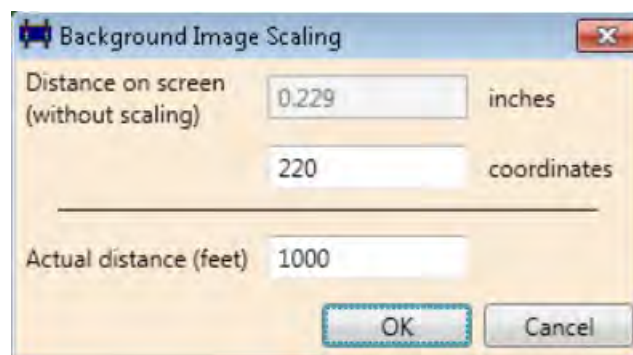 Background Image Scaling
Distance on screen
(without scaling)
0.229 inches
220 coordinates
Actual distance (feet) 1000
OK Cancel